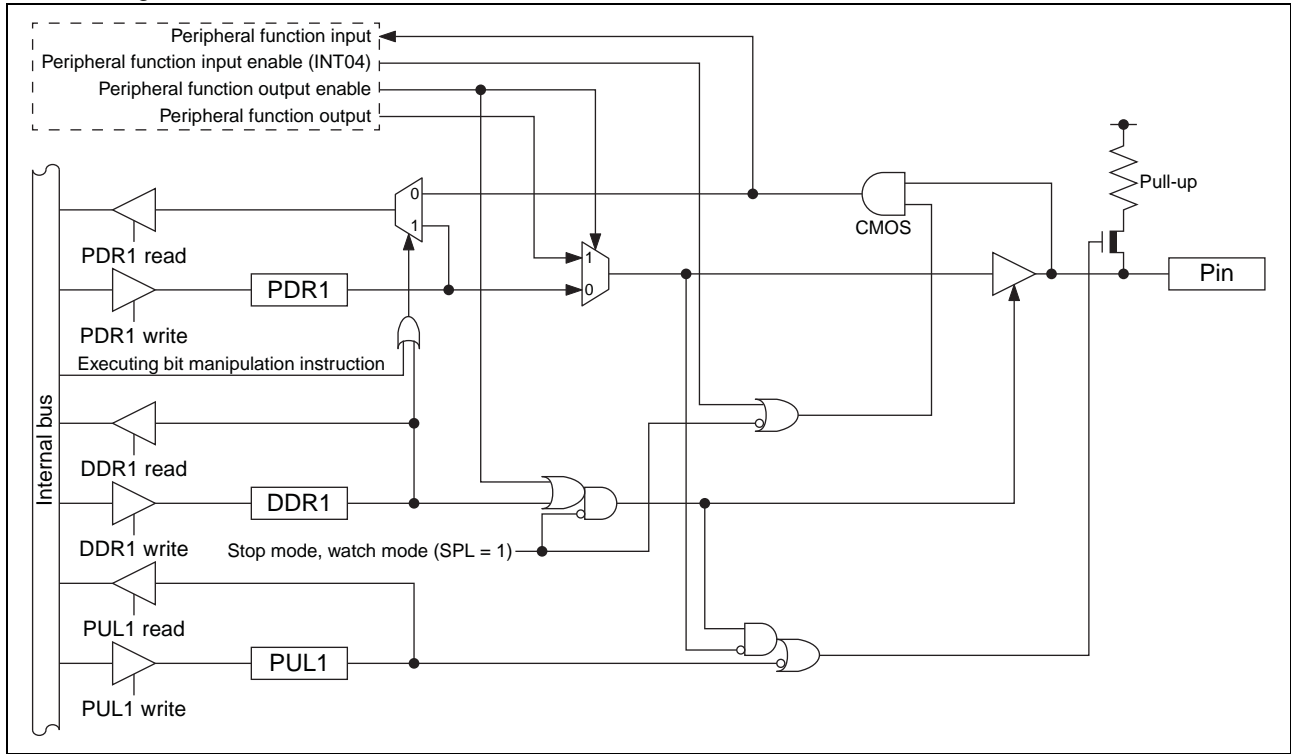 Peripheral function input
Peripheral function input enable (INT04)
Peripheral function output enable
Peripheral function output
Pull-up
0
1
CMOS
PDR1 read
1
0
PDR1
Pin
PDR1 write
Executing bit manipulation instruction
Internal bus
DDR1 read
DDR1
DDR1 write
Stop mode, watch mode (SPL = 1)
PUL1 read
PUL1
PUL1 write